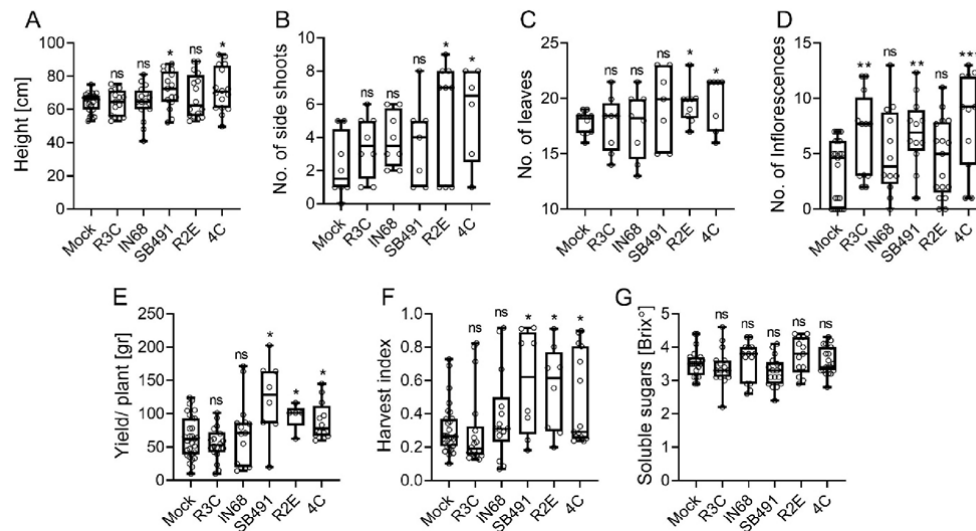 A
Height [cm]
100
80
60
40
20
0
ns
ns
*
ns
*
Mock
R3C
IN68
SB491
R2E
4C
B
No. of side shoots
10
8
6
4
2
0
ns
ns
ns
*
*
Mock
R3C
IN68
SB491
R2E
4C
C
No. of leaves
25
20
15
10
ns
ns
ns
*
*
Mock
R3C
IN68
SB491
R2E
4C
D
No. of Inflorescences
15
10
5
0
**
ns
**
ns
***
Mock
R3C
IN68
SB491
R2E
4C
E
Yield/ plant [gr]
250
200
150
100
50
0
ns
ns
*
*
*
Mock
R3C
IN68
SB491
R2E
4C
F
Harvest index
1.0
0.8
0.6
0.4
0.2
0.0
ns
ns
*
*
*
Mock
R3C
IN68
SB491
R2E
4C
G
Soluble sugars [Brix°]
5
4
3
2
1
0
ns
ns
ns
ns
ns
Mock
R3C
IN68
SB491
R2E
4C